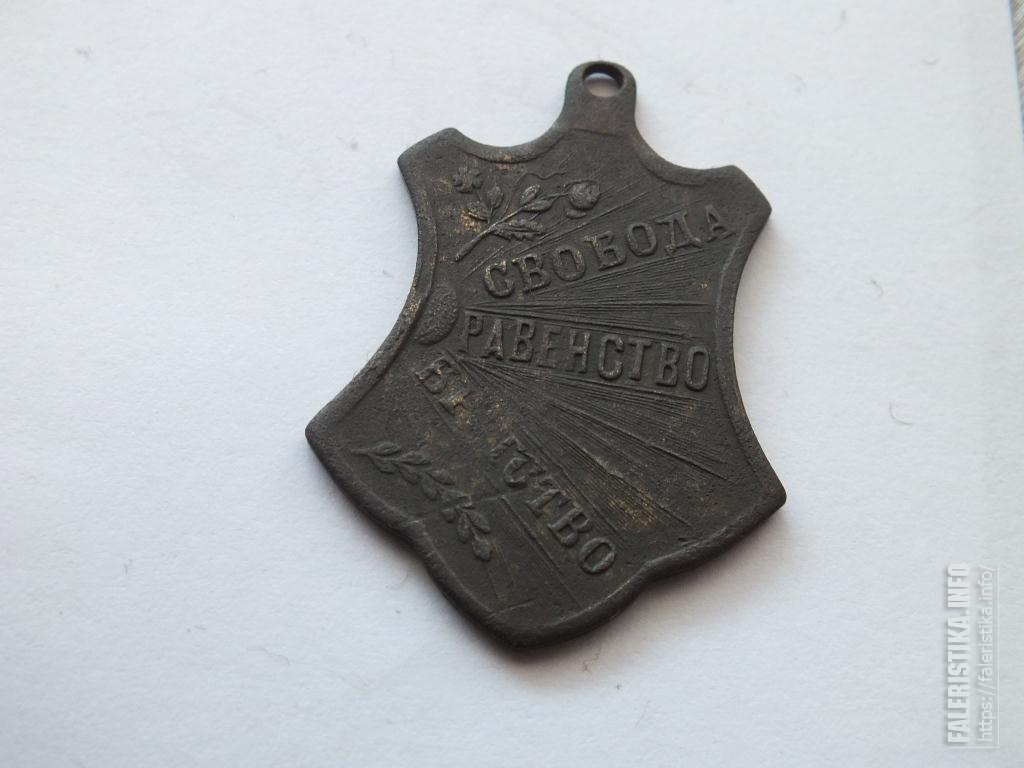 СВОБОДА
РАВЕНСТВО
FALERISTIKA.INFO
https://faleristika.info/